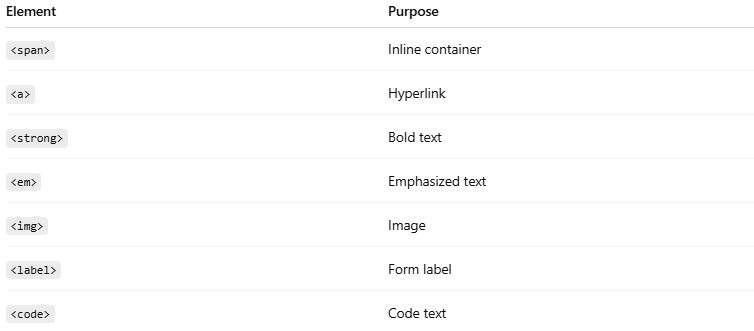 Element Purpose
<span> Inline container
<a> Hyperlink
<strong> Bold text
<em> Emphasized text
<img> Image
<label> Form label
<code> Code text